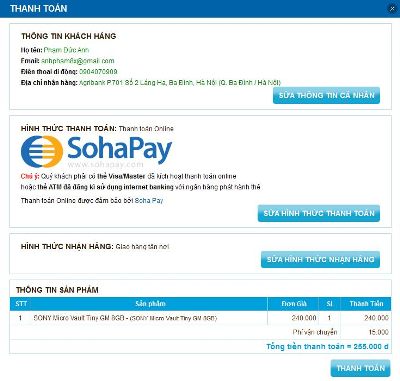 THANH TOÁN
THÔNG TIN KHÁCH HÀNG
Họ tên: Phạm Đức Anh
Email: anhpham8x@gmail.com
Điện thoại di động: 0904070909
Địa chỉ nhận hàng: Agribank P701 Số 2 Láng Hạ, Ba Đình, Hà Nội (Q. Ba Đình / Hà Nội)
SỬA THÔNG TIN CÁ NHÂN
HÌNH THỨC THANH TOÁN: Thanh toán Online
SohaPay
www.sohapay.com
Chú ý: Quý khách phải có thẻ Visa/Master đã kích hoạt thanh toán online
hoặc thẻ ATM đã đăng kí sử dụng internet banking với ngân hàng phát hành thẻ
Thanh toán Online được đảm bảo bởi Soha Pay
SỬA HÌNH THỨC THANH TOÁN
HÌNH THỨC NHẬN HÀNG: Giao hàng tận nơi
SỬA HÌNH THỨC NHẬN HÀNG
THÔNG TIN SẢN PHẨM
STT Sản phẩm Đơn Giá SL Thành Tiền
1 SONY Micro Vault Tiny GM 8GB - (SONY Micro Vault Tiny GM 8GB) 240.000 1 240.000
Phí vận chuyển 15.000
Tổng tiền thanh toán = 255.000 đ
THANH TOÁN